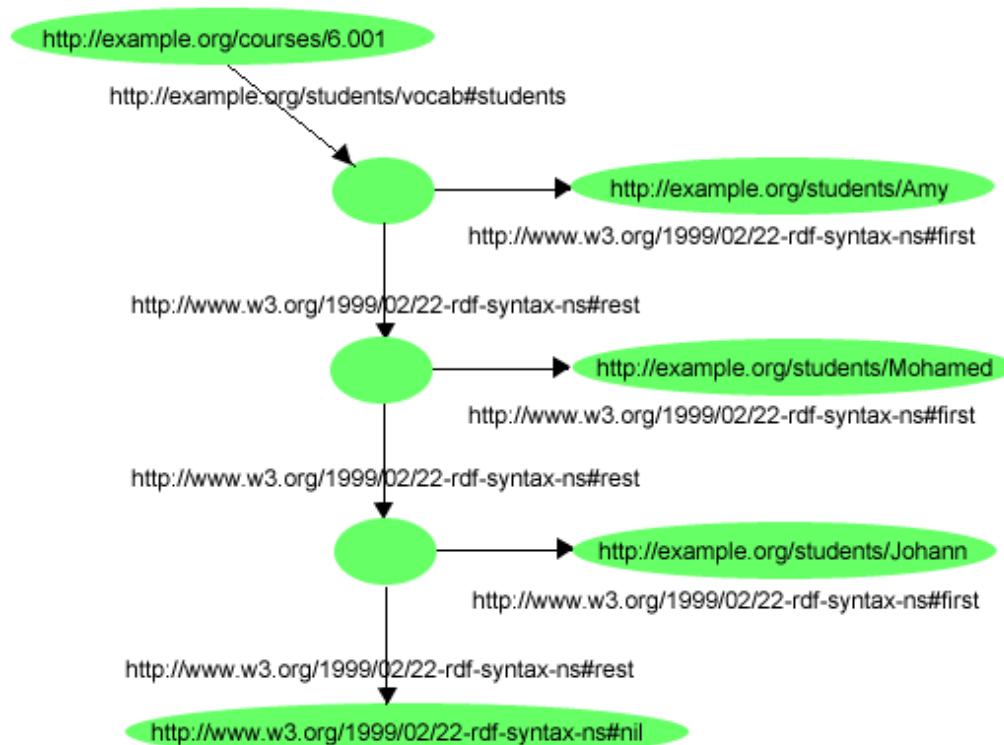 http://example.org/courses/6.001
http://example.org/students/vocab#students
http://example.org/students/Amy
http://www.w3.org/1999/02/22-rdf-syntax-ns#first
http://www.w3.org/1999/02/22-rdf-syntax-ns#rest
http://example.org/students/Mohamed
http://www.w3.org/1999/02/22-rdf-syntax-ns#first
http://www.w3.org/1999/02/22-rdf-syntax-ns#rest
http://example.org/students/Johann
http://www.w3.org/1999/02/22-rdf-syntax-ns#first
http://www.w3.org/1999/02/22-rdf-syntax-ns#rest
http://www.w3.org/1999/02/22-rdf-syntax-ns#nil